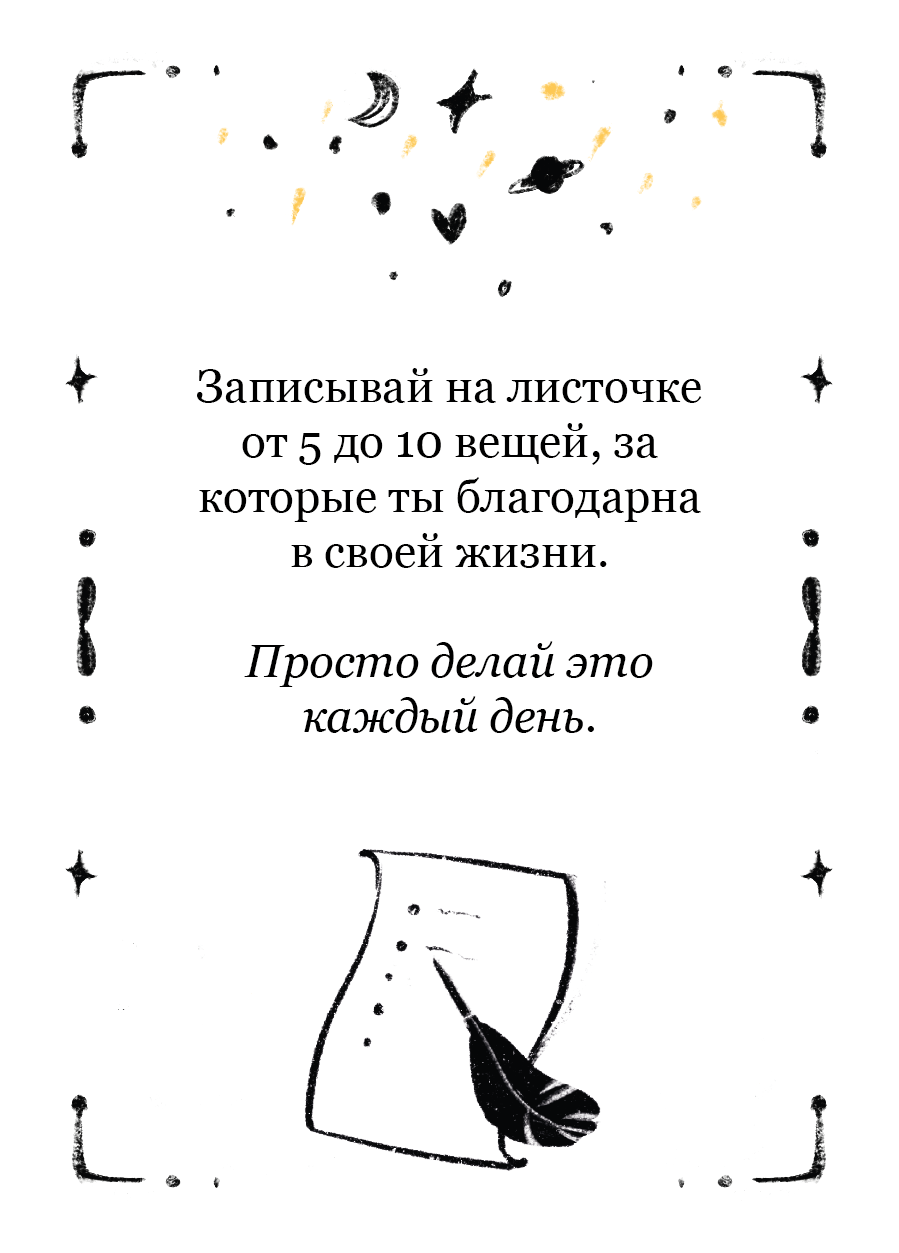 Записывай на листочке
от 5 до 10 вещей, за
которые ты благодарна
в своей жизни.
Просто делай это
каждый день.